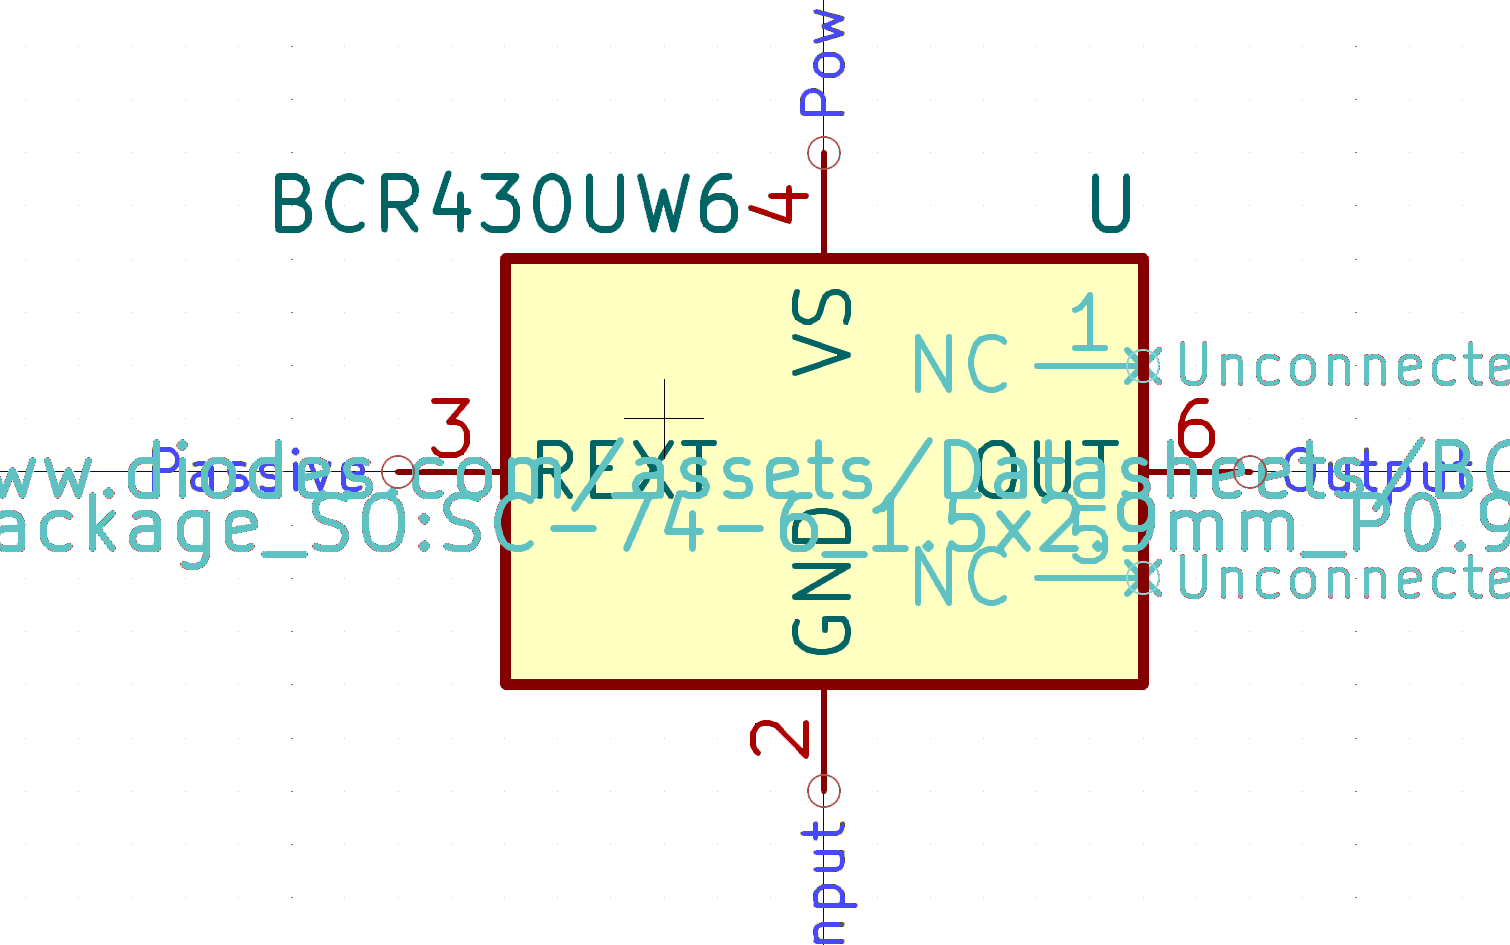 Pow
BCR430UW6
4
U
VS
1
NC
Unconnecte
3
6
Passive
REXT
OUT
Output
ww.diodes.com/assets/Datasheets/BC
ackage_SO:SC-74-6_1.5x2.9mm_P0.9
5
NC
Unconnecte
GND
2
nput